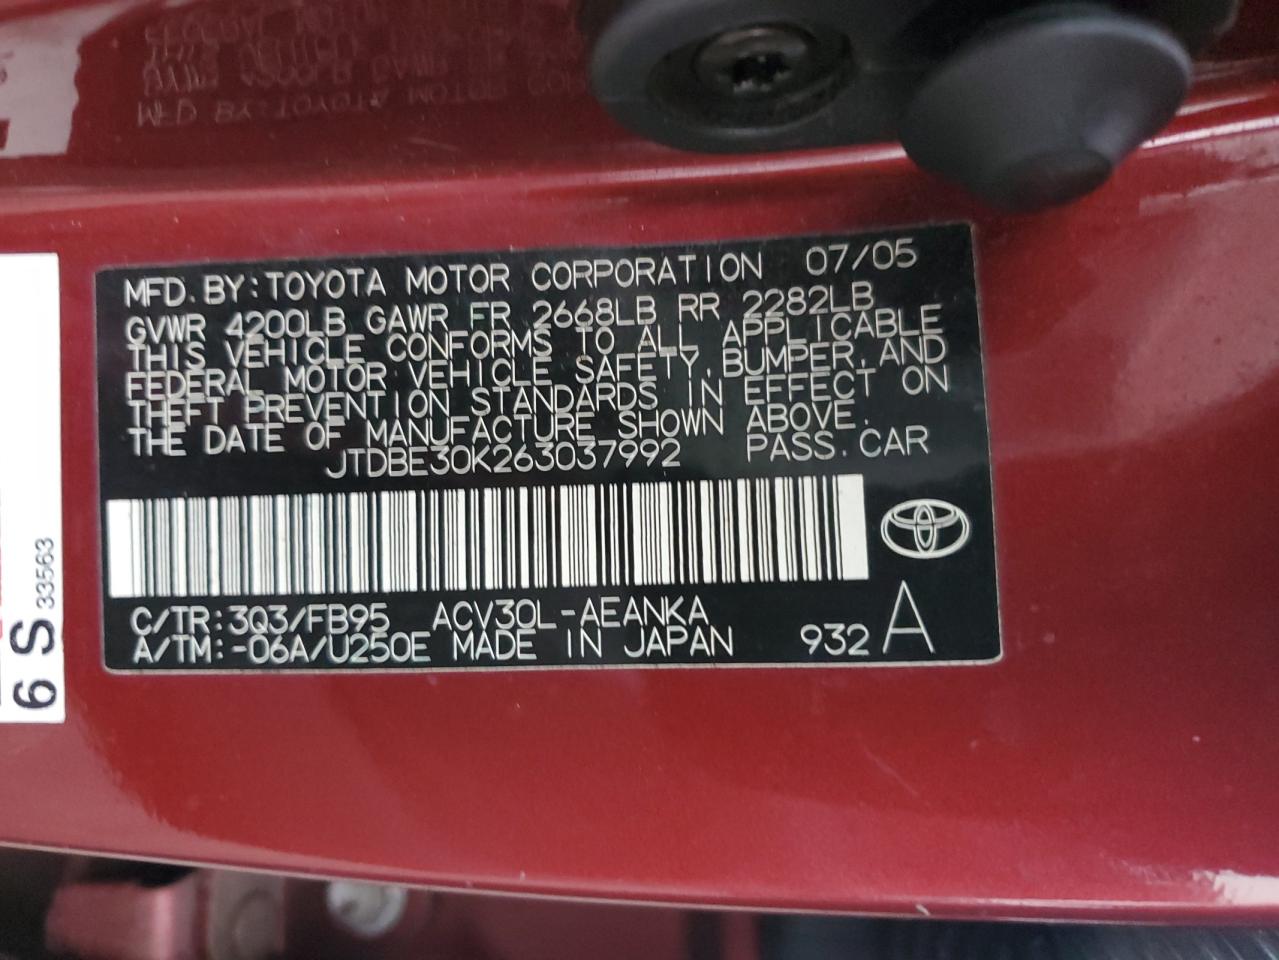 MFD. BY: TOYOTA MOTOR CORPORATION 07/05
GVWR 4200LB GAWR FR 2668LB RR 2282LB
THIS VEHICLE CONFORMS TO ALL APPLICABLE
FEDERAL MOTOR VEHICLE SAFETY, BUMPER, AND
THEFT PREVENTION STANDARDS IN EFFECT ON
THE DATE OF MANUFACTURE SHOWN ABOVE.
JTDBE30K263037992 PASS. CAR
C/TR: 3Q3/FB95 ACV30L-AEANKA
A/TM: -06A/U250E MADE IN JAPAN 932 A
6 S 33563